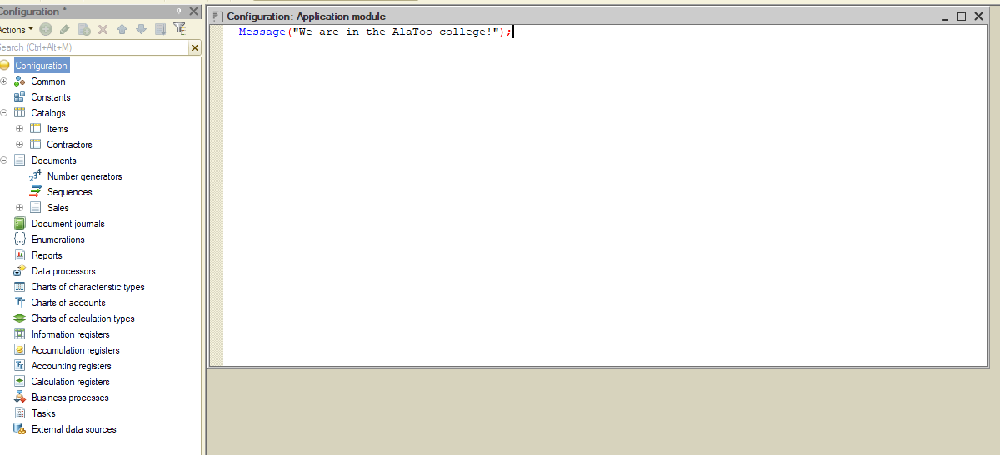 Configuration *
Actions
Search (Ctrl+Alt+M)
Configuration
Common
Constants
Catalogs
Items
Contractors
Documents
Number generators
Sequences
Sales
Document journals
Enumerations
Reports
Data processors
Charts of characteristic types
Charts of accounts
Charts of calculation types
Information registers
Accumulation registers
Accounting registers
Calculation registers
Business processes
Tasks
External data sources
Configuration: Application module
Message("We are in the AlaToo college!");